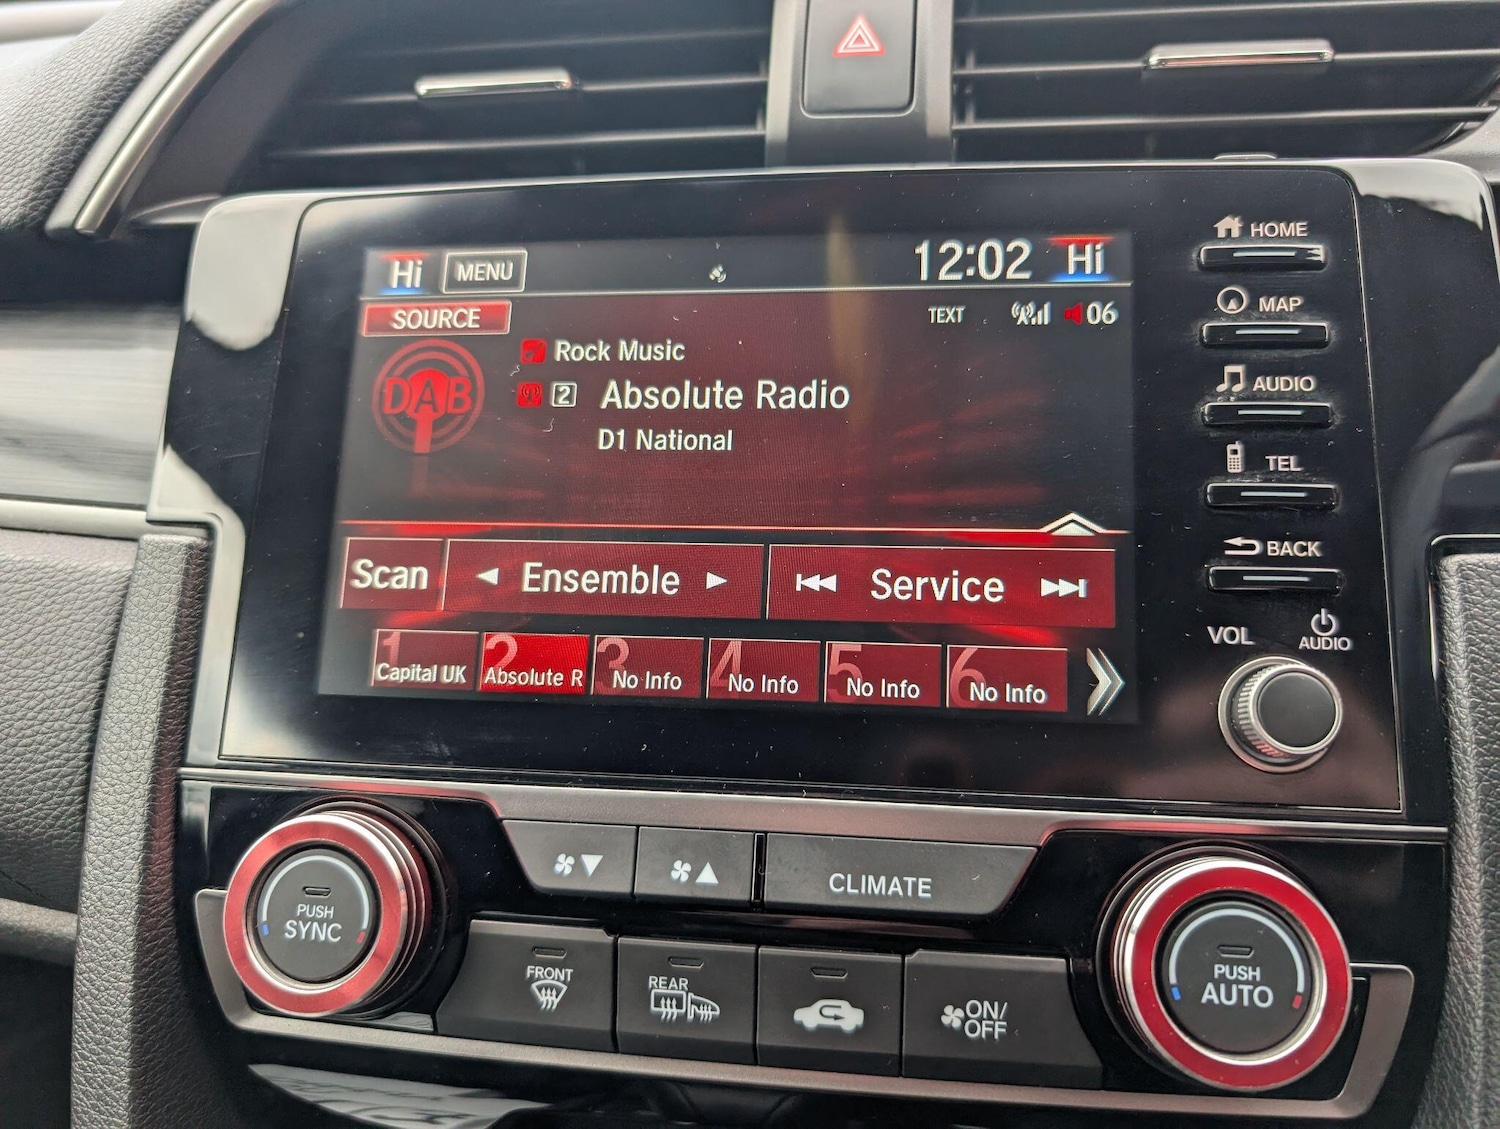 Hi MENU 12:02 Hi
SOURCE TEXT 06
DAB
Rock Music
2 Absolute Radio
D1 National
Scan Ensemble Service
1 Capital UK
2 Absolute R
3 No Info
4 No Info
5 No Info
6 No Info
HOME
MAP
AUDIO
TEL
BACK
VOL
AUDIO
CLIMATE
PUSH
SYNC
FRONT
REAR
ON/
OFF
PUSH
AUTO